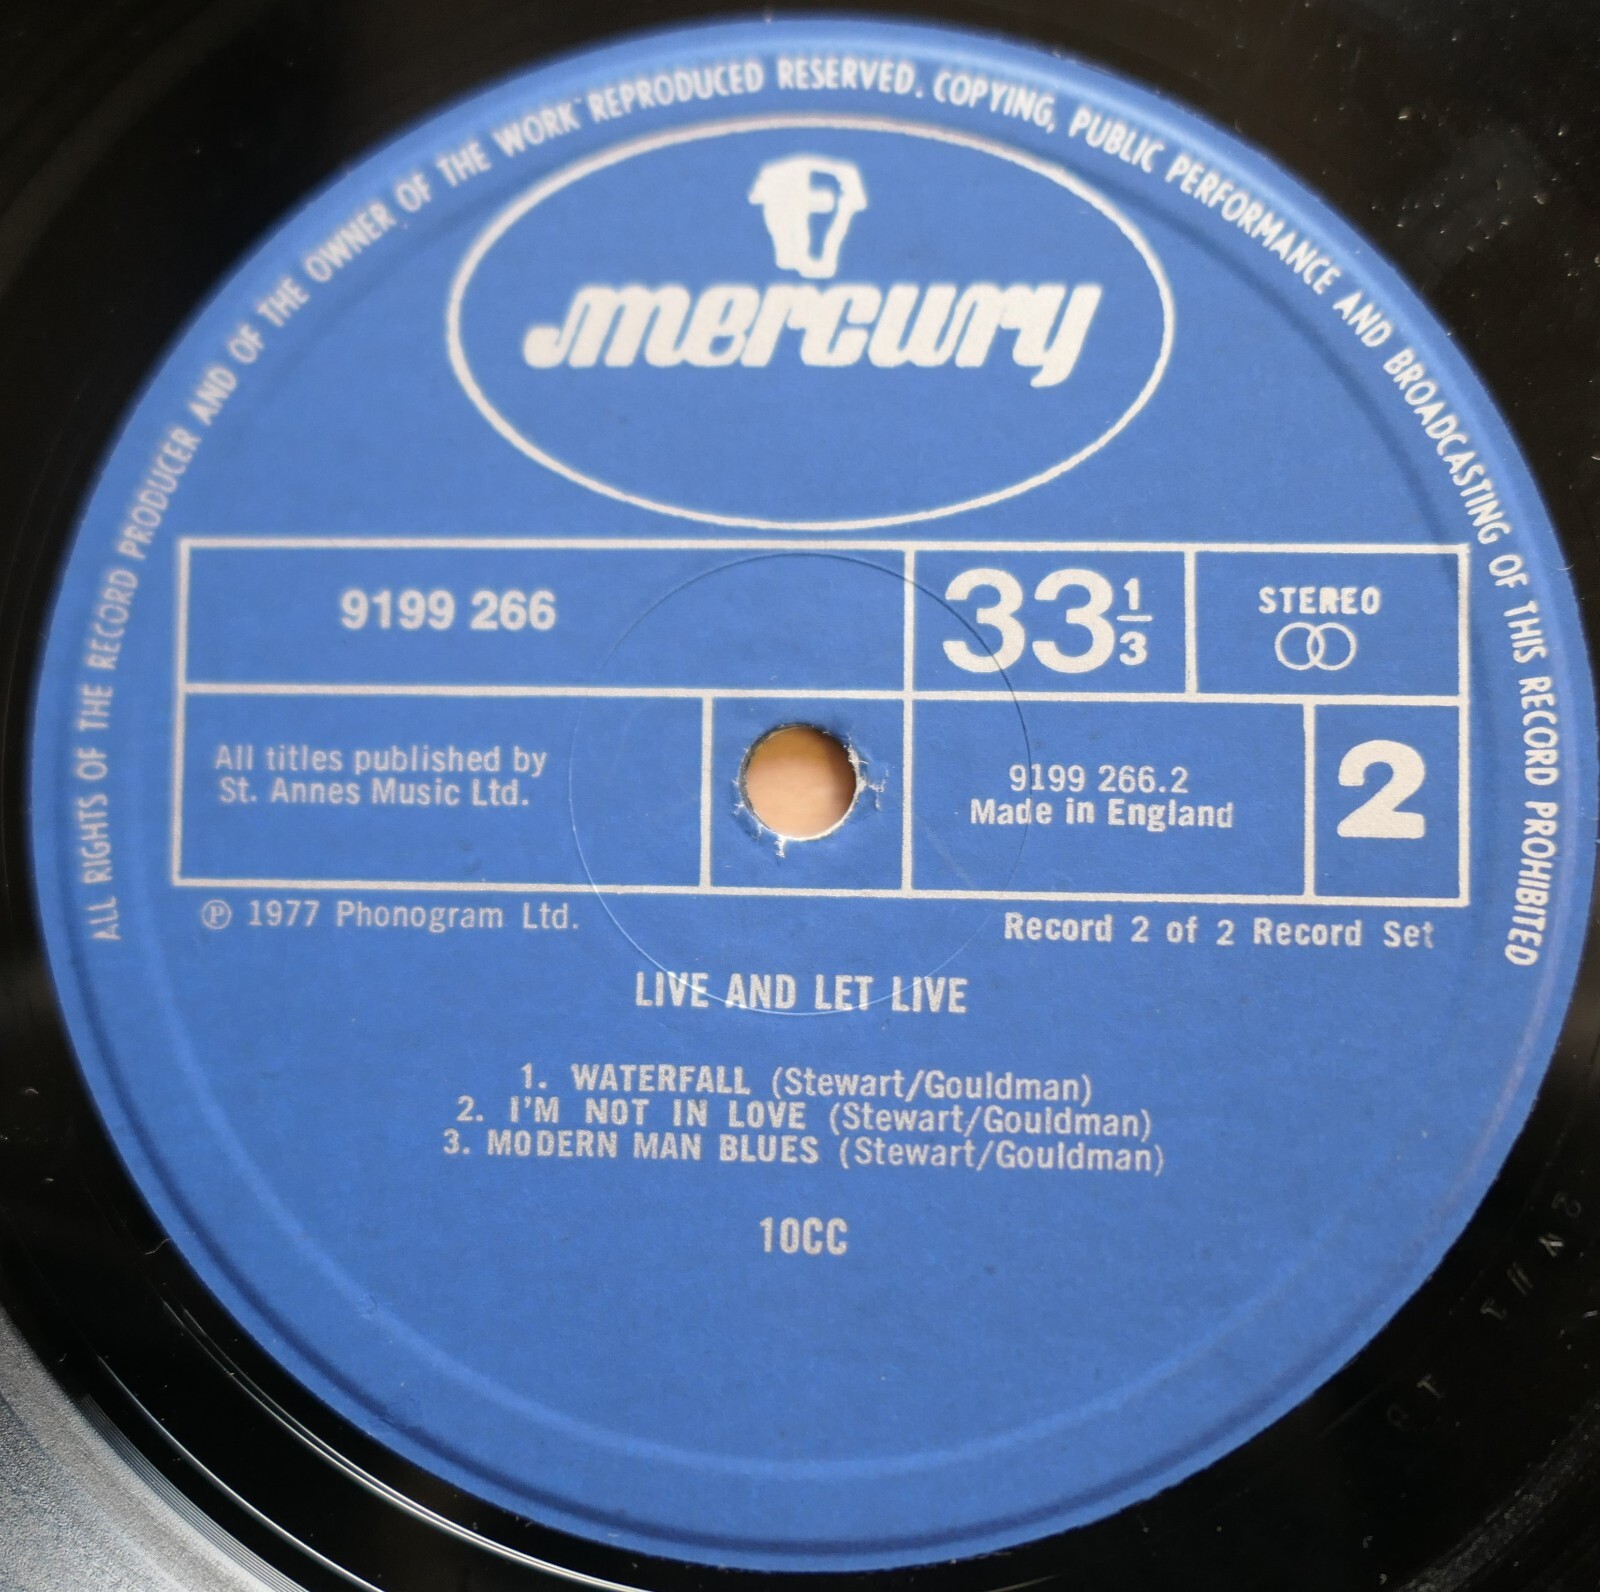 ALL RIGHTS OF THE RECORD PRODUCER AND OF THE OWNER OF THE WORK REPRODUCED RESERVED. COPYING, PUBLIC PERFORMANCE AND BROADCASTING OF THIS RECORD PROHIBITED
mercury
9199 266
33 1/3
STEREO
All titles published by
St. Annes Music Ltd.
9199 266.2
Made in England
2
℗ 1977 Phonogram Ltd.
Record 2 of 2 Record Set
LIVE AND LET LIVE
1. WATERFALL (Stewart/Gouldman)
2. I'M NOT IN LOVE (Stewart/Gouldman)
3. MODERN MAN BLUES (Stewart/Gouldman)
10CC